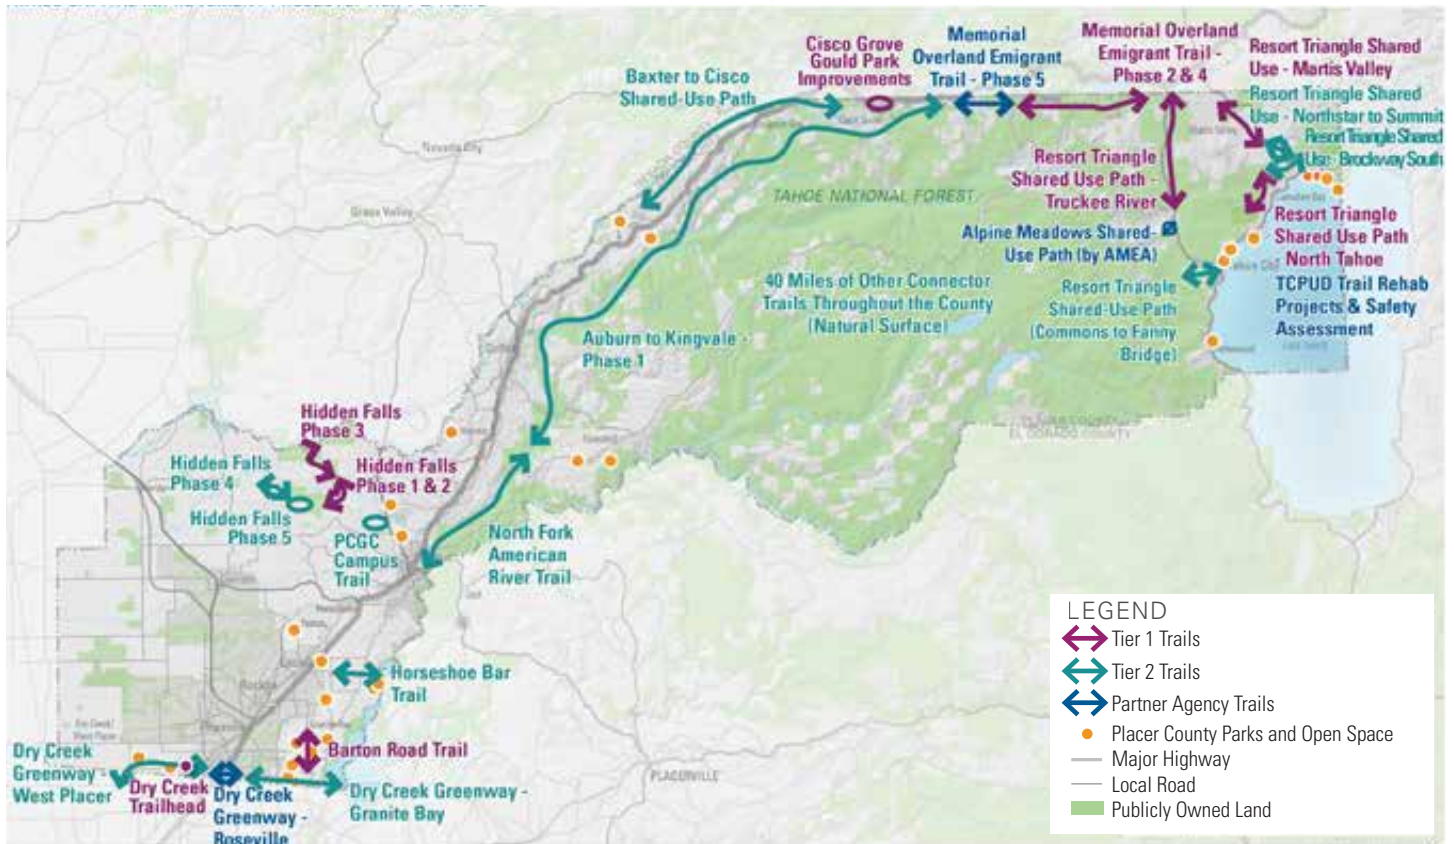 Cisco Grove
Gould Park
Improvements
Memorial
Overland Emigrant
Trail - Phase 5
Memorial Overland
Emigrant Trail -
Phase 2 & 4
Resort Triangle Shared
Use - Martis Valley
Resort Triangle Shared
Use - Northstar to Summit
Resort Triangle Shared
Use - Brockway South
Baxter to Cisco
Shared-Use Path
Nevada City
Grass Valley
TAHOE NATIONAL FOREST
Resort Triangle
Shared Use Path -
Truckee River
Alpine Meadows Shared-
Use Path (by AMEA)
Resort Triangle
Shared Use Path
- North Tahoe
TCPUD Trail Rehab
Projects & Safety
Assessment
40 Miles of Other Connector
Trails Throughout the County
(Natural Surface)
Resort Triangle
Shared-Use Path
(Commons to Fanny
Bridge)
Auburn to Kingvale -
Phase 1
EL DORADO COUNTY
Hidden Falls
Phase 3
Hidden Falls
Phase 4
Hidden Falls
Phase 1 & 2
Hidden Falls
Phase 5
PCGC
Campus
Trail
North Fork
American
River Trail
Horseshoe Bar
Trail
Barton Road Trail
Dry Creek
Greenway -
West Placer
Dry Creek
Trailhead
Dry Creek
Greenway -
Roseville
Dry Creek Greenway -
Granite Bay
PLACERVILLE
LEGEND
Tier 1 Trails
Tier 2 Trails
Partner Agency Trails
Placer County Parks and Open Space
Major Highway
Local Road
Publicly Owned Land